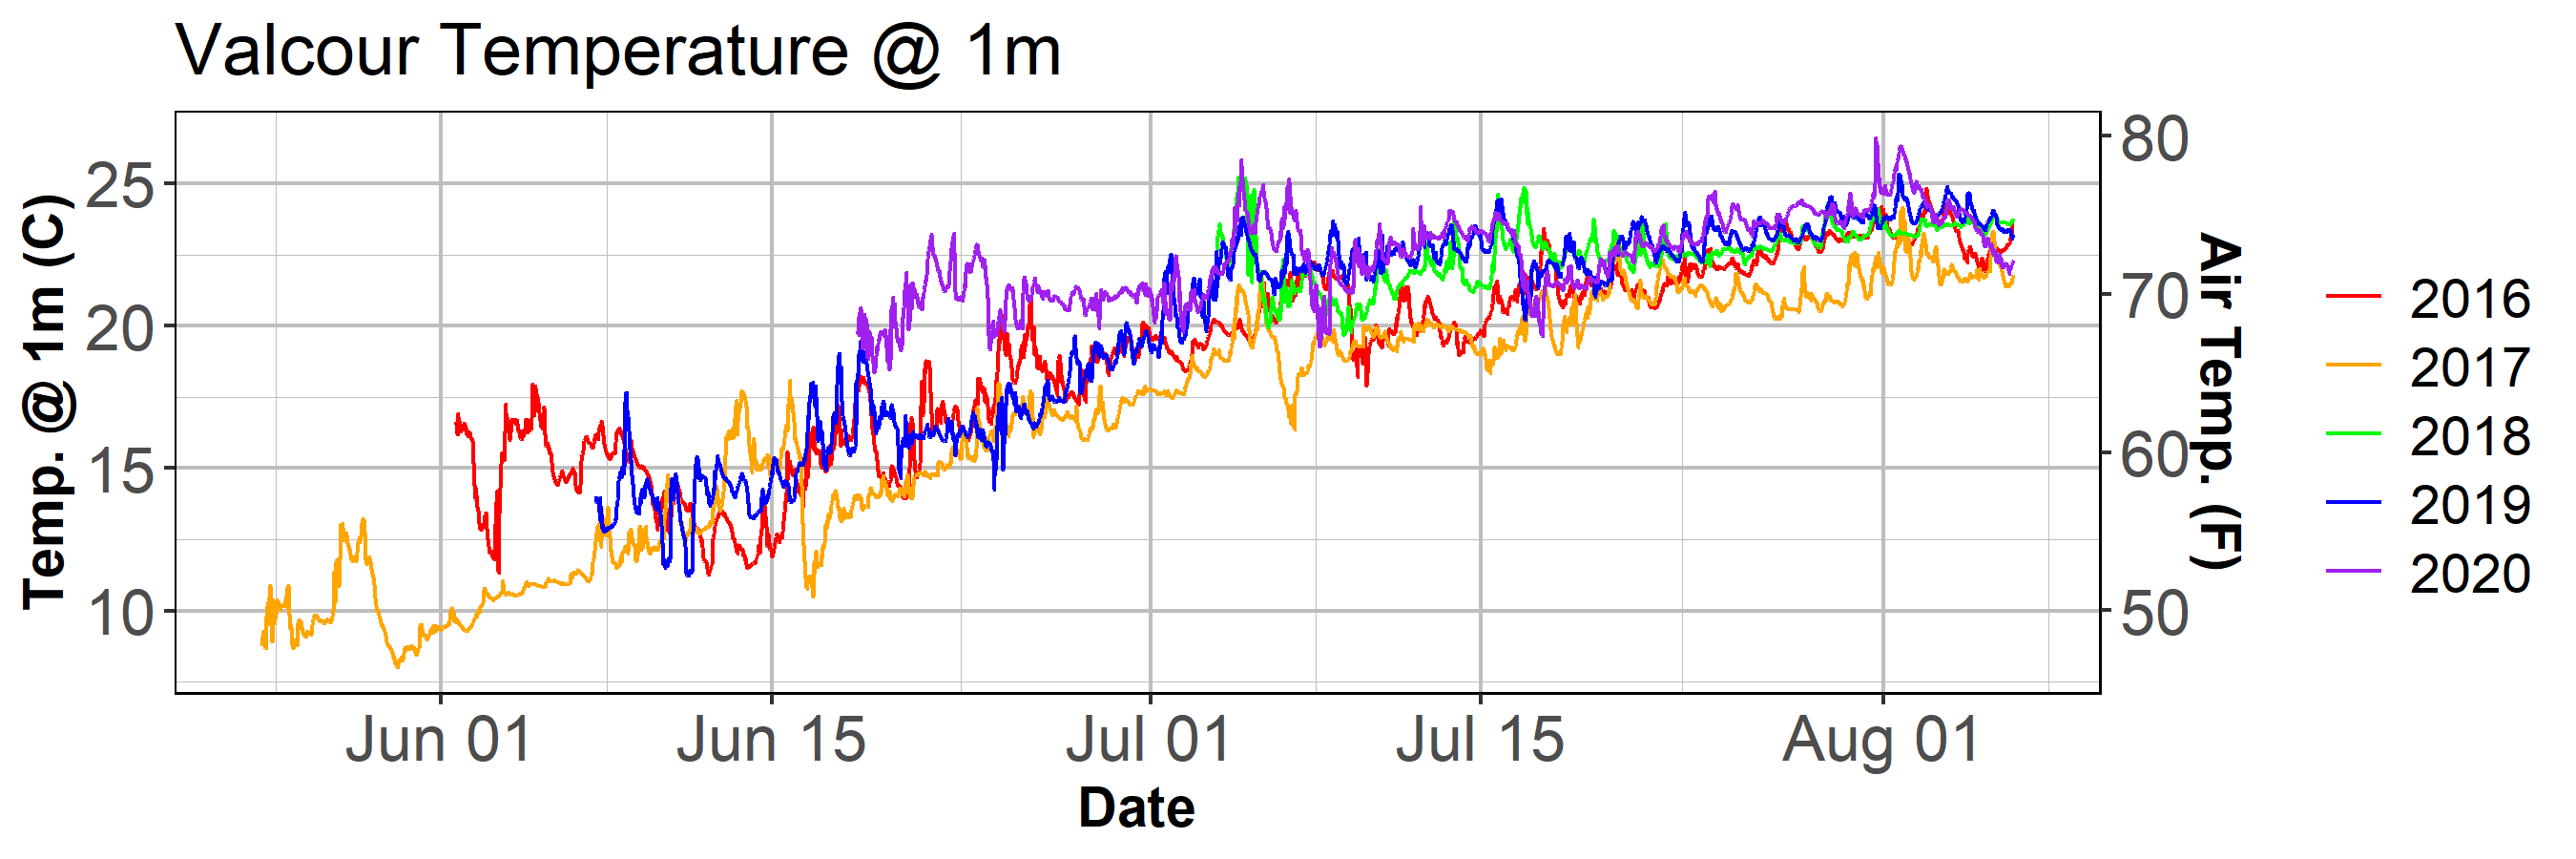 Valcour Temperature @ 1m
Temp. @ 1m (C)
25
20
15
10
80
70
60
50
Air Temp. (F)
Jun 01
Jun 15
Jul 01
Jul 15
Aug 01
Date
2016
2017
2018
2019
2020